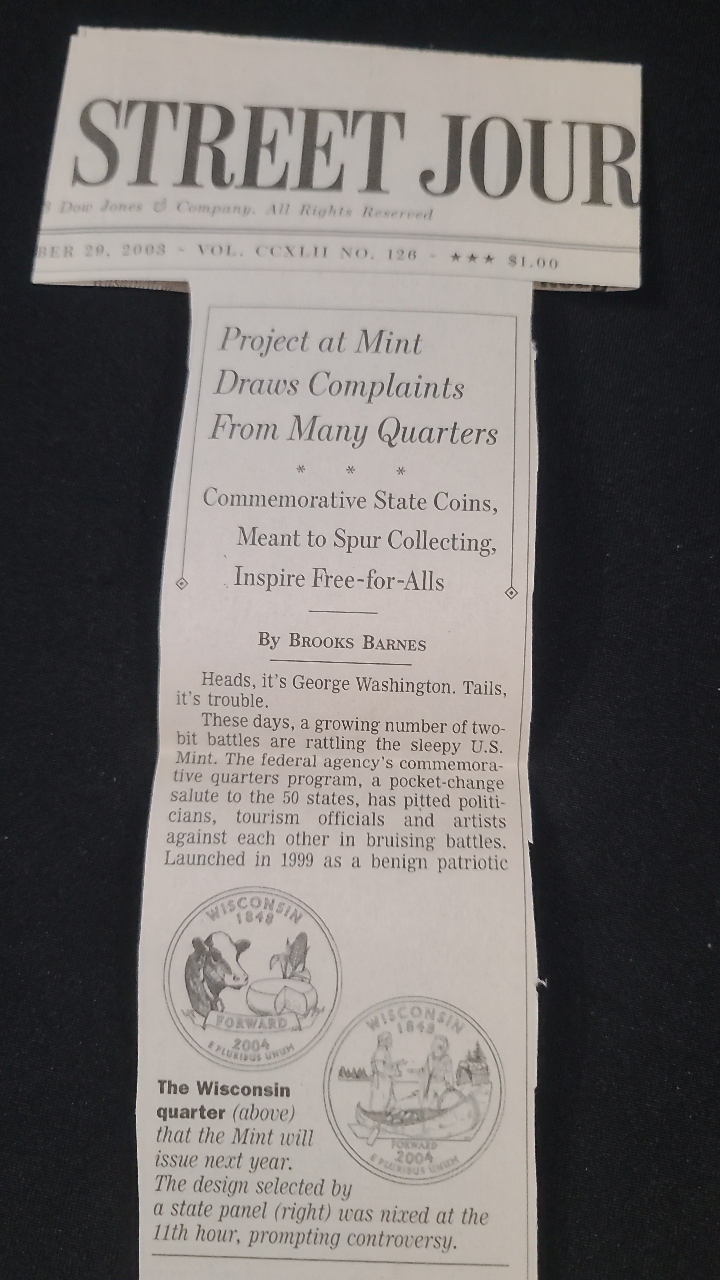 STREET JOUR
Dow Jones & Company. All Rights Reserved
BER 29, 2003 - VOL. CCXLII NO. 126 - ★★★ $1.00
Project at Mint
Draws Complaints
From Many Quarters
* * *
Commemorative State Coins,
Meant to Spur Collecting,
Inspire Free-for-Alls
By BROOKS BARNES
Heads, it's George Washington. Tails,
it's trouble.
These days, a growing number of two-
bit battles are rattling the sleepy U.S.
Mint. The federal agency's commemora-
tive quarters program, a pocket-change
salute to the 50 states, has pitted politi-
cians, tourism officials and artists
against each other in bruising battles.
Launched in 1999 as a benign patriotic
WISCONSIN
1848
FORWARD
2004
E PLURIBUS UNUM
WISCONSIN
1848
FORWARD
2004
E PLURIBUS UNUM
The Wisconsin
quarter (above)
that the Mint will
issue next year.
The design selected by
a state panel (right) was nixed at the
11th hour, prompting controversy.